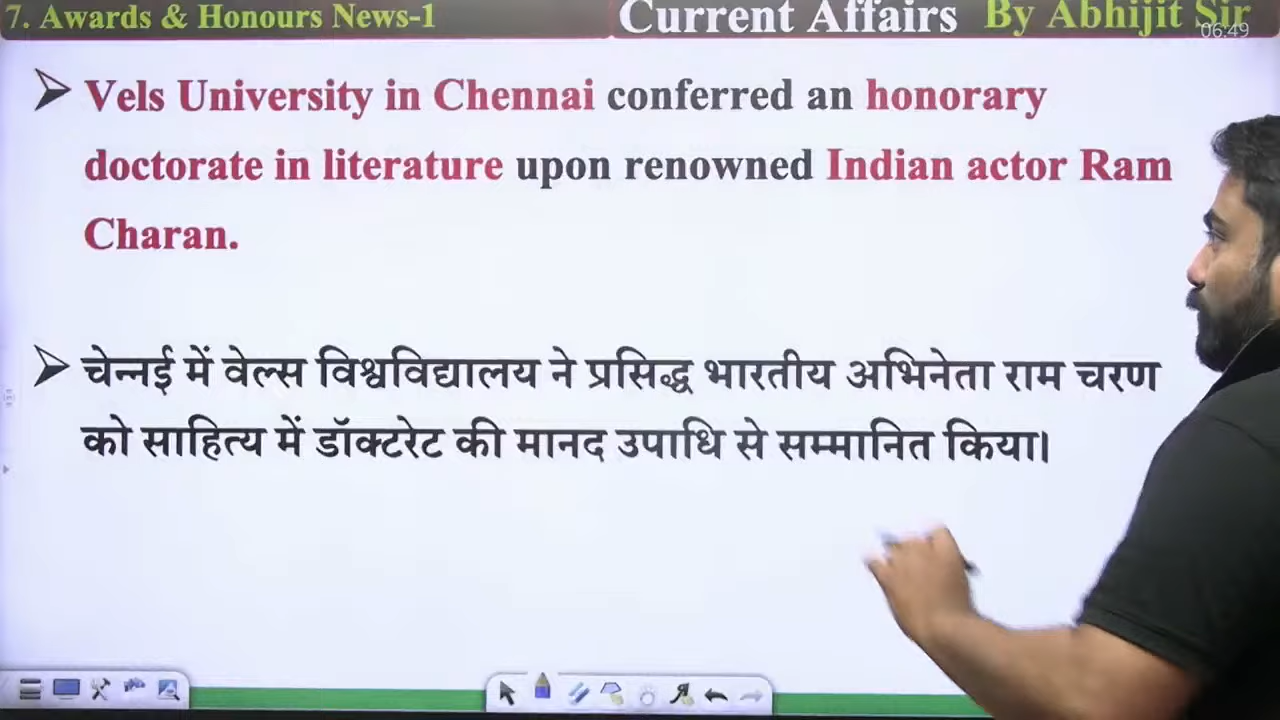 7. Awards & Honours News-1
Current Affairs By Abhijit Sir
06:49
Vels University in Chennai conferred an honorary
doctorate in literature upon renowned Indian actor Ram
Charan.
चेन्नई में वेल्स विश्वविद्यालय ने प्रसिद्ध भारतीय अभिनेता राम चरण
को साहित्य में डॉक्टरेट की मानद उपाधि से सम्मानित किया।